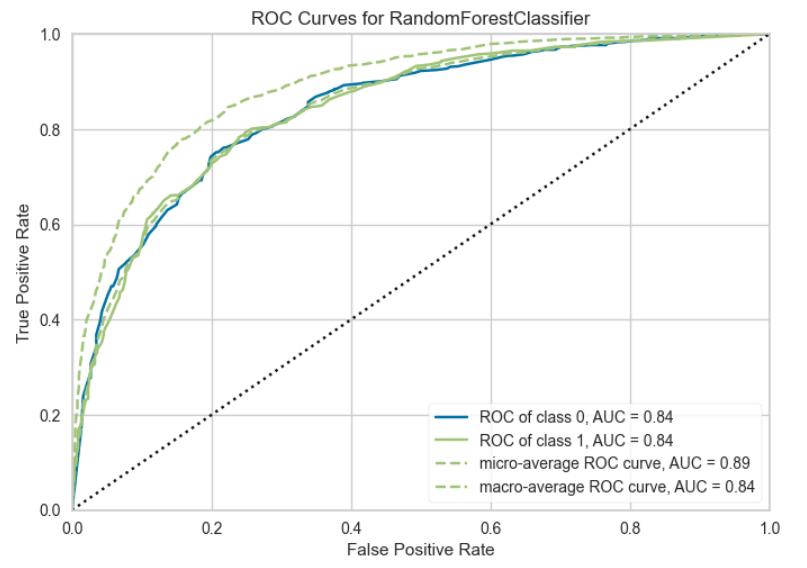 ROC Curves for RandomForestClassifier
True Positive Rate
1.0
0.8
0.6
0.4
0.2
0.0
ROC of class 0, AUC = 0.84
ROC of class 1, AUC = 0.84
micro-average ROC curve, AUC = 0.89
macro-average ROC curve, AUC = 0.84
0.0 0.2 0.4 0.6 0.8 1.0
False Positive Rate